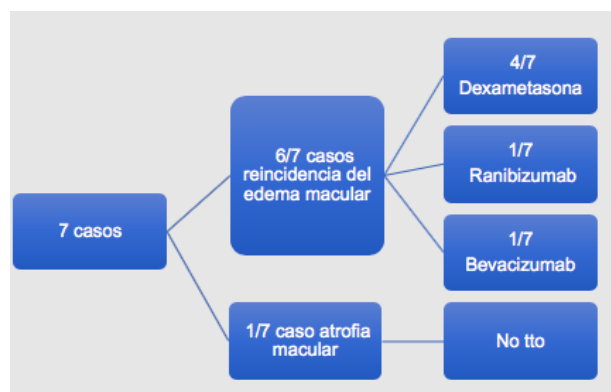 7 casos
6/7 casos
reincidencia del
edema macular
4/7
Dexametasona
1/7
Ranibizumab
1/7
Bevacizumab
1/7 caso atrofia
macular
No tto